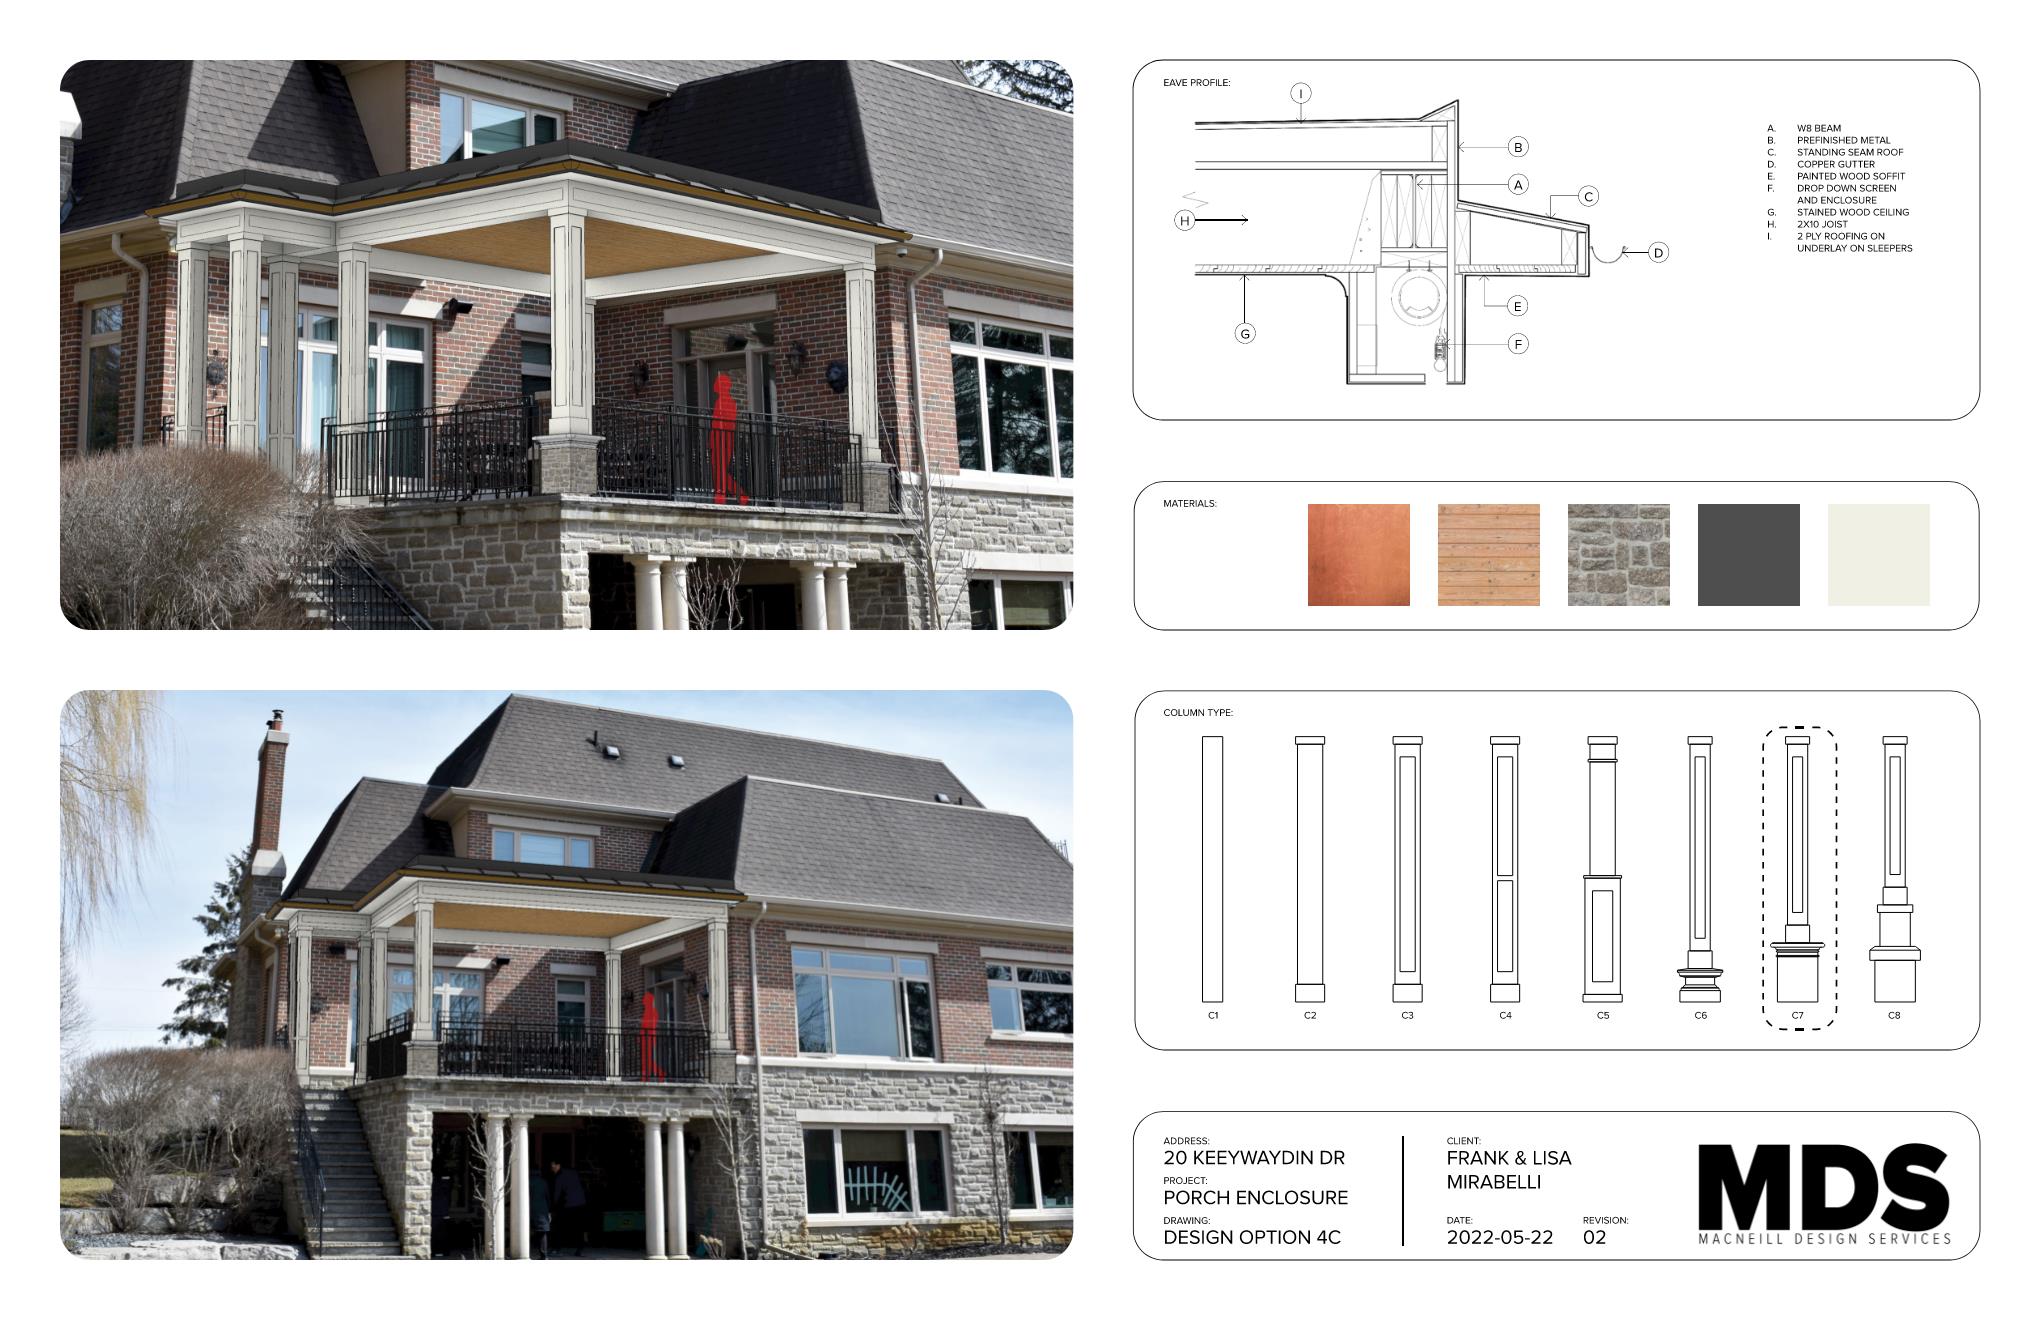 EAVE PROFILE:
I
B
A
C
H
D
E
G
F
A. W8 BEAM
B. PREFINISHED METAL
C. STANDING SEAM ROOF
D. COPPER GUTTER
E. PAINTED WOOD SOFFIT
F. DROP DOWN SCREEN
AND ENCLOSURE
G. STAINED WOOD CEILING
H. 2X10 JOIST
I. 2 PLY ROOFING ON
UNDERLAY ON SLEEPERS
MATERIALS:
COLUMN TYPE:
C1 C2 C3 C4 C5 C6 C7 C8
ADDRESS:
20 KEEYWAYDIN DR
PROJECT:
PORCH ENCLOSURE
DRAWING:
DESIGN OPTION 4C
CLIENT:
FRANK & LISA
MIRABELLI
DATE:
2022-05-22
REVISION:
02
MDS
MACNEILL DESIGN SERVICES